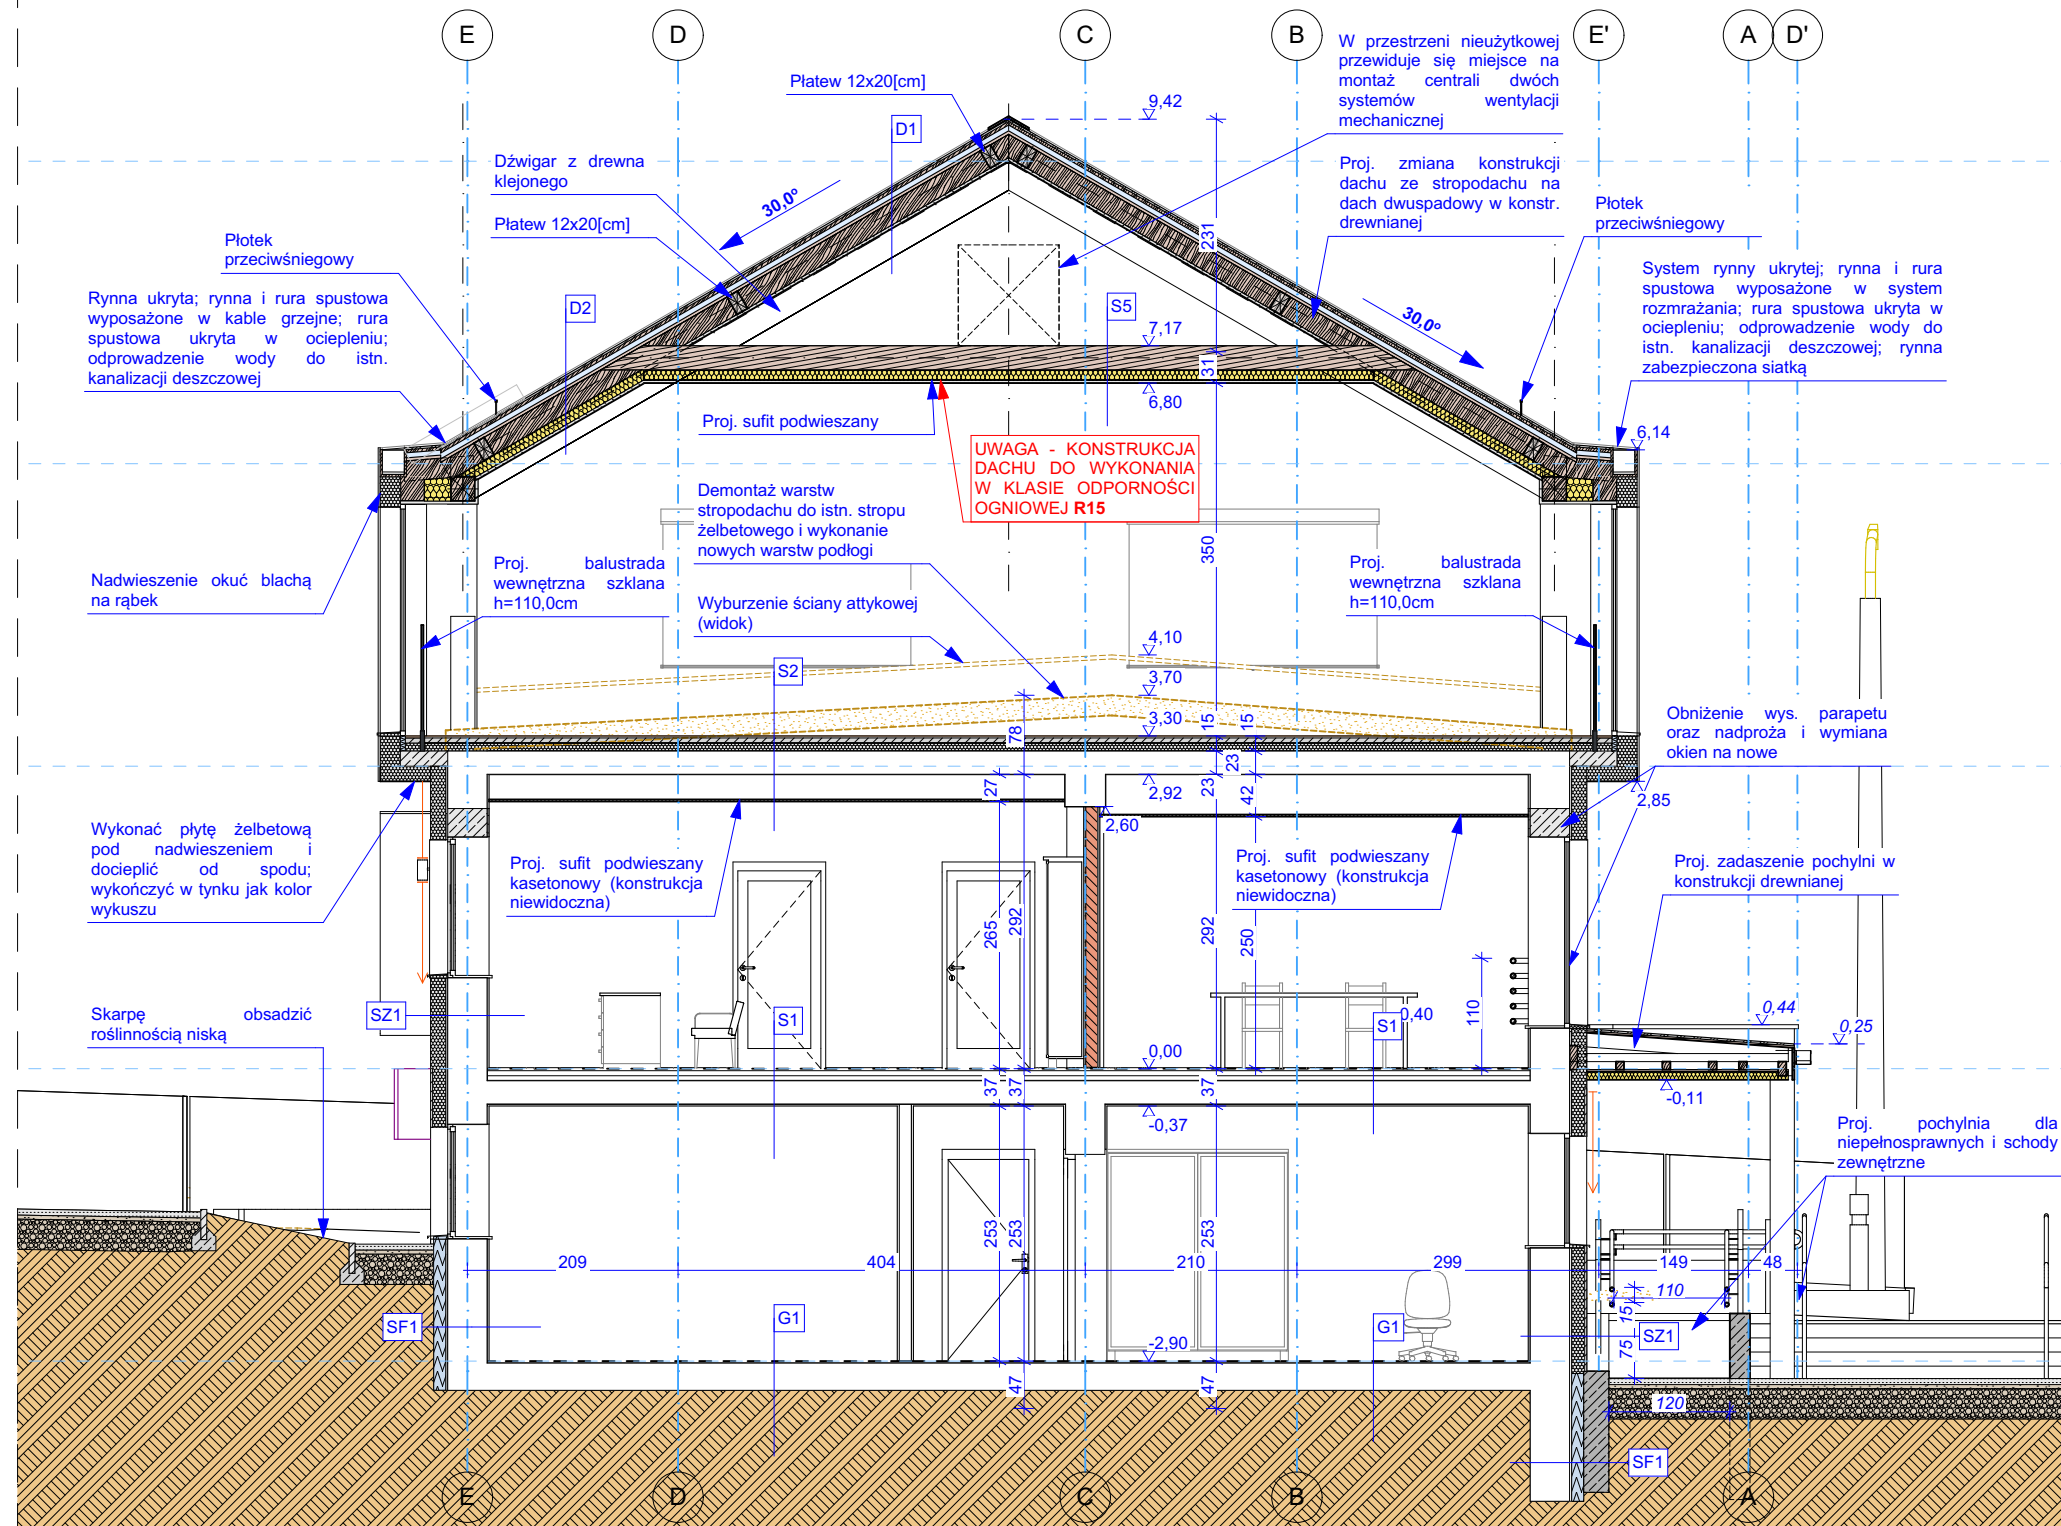 E
D
C
B
E'
A
D'
Płatew 12x20[cm]
9,42
W przestrzeni nieużytkowej
przewiduje się miejsce na
montaż centrali dwóch
systemów wentylacji
mechanicznej
D1
Dźwigar z drewna
klejonego
30,0º
Płatew 12x20[cm]
Proj. zmiana konstrukcji
dachu ze stropodachu na
dach dwuspadowy w konstr.
drewnianej
Płotek
przeciwśniegowy
231
Płotek
przeciwśniegowy
Rynna ukryta; rynna i rura spustowa
wyposażone w kable grzejne; rura
spustowa ukryta w ociepleniu;
odprowadzenie wody do istn.
kanalizacji deszczowej
D2
S5
30,0º
System rynny ukrytej; rynna i rura
spustowa wyposażone w system
rozmrażania; rura spustowa ukryta w
ociepleniu; odprowadzenie wody do
istn. kanalizacji deszczowej; rynna
zabezpieczona siatką
7,17
31
6,80
Proj. sufit podwieszany
UWAGA - KONSTRUKCJA
DACHU DO WYKONANIA
W KLASIE ODPORNOŚCI
OGNIOWEJ R15
6,14
Demontaż warstw
stropodachu do istn. stropu
żelbetowego i wykonanie
nowych warstw podłogi
350
Nadwieszenie okuć blachą
na rąbek
Proj. balustrada
wewnętrzna szklana
h=110,0cm
Proj. balustrada
wewnętrzna szklana
h=110,0cm
Wyburzenie ściany attykowej
(widok)
4,10
S2
3,70
3,30
15
15
78
Obniżenie wys. parapetu
oraz nadproża i wymiana
okien na nowe
23
27
2,92
23
42
2,85
2,60
Wykonać płytę żelbetową
pod nadwieszeniem i
docieplić od spodu;
wykończyć w tynku jak kolor
wykuszu
Proj. sufit podwieszany
kasetonowy (konstrukcja
niewidoczna)
Proj. sufit podwieszany
kasetonowy (konstrukcja
niewidoczna)
Proj. zadaszenie pochylni w
konstrukcji drewnianej
265
292
292
250
Skarpę obsadzić
roślinnością niską
SZ1
S1
S1
0,40
110
0,44
0,25
0,00
37
37
37
-0,11
-0,37
Proj. pochylnia dla
niepełnosprawnych i schody
zewnętrzne
253
253
253
209
404
210
299
149
48
110
15
SF1
G1
G1
SZ1
-2,90
75
47
47
120
SF1
E
D
C
B
A